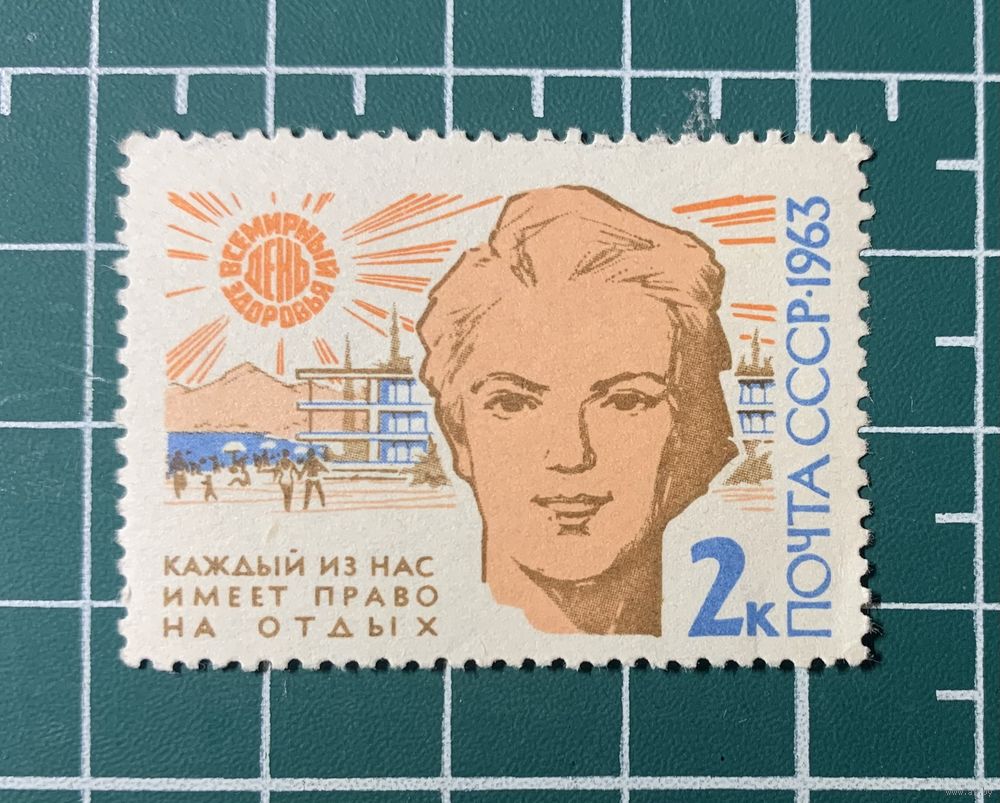 ВСЕМИРНЫЙ
ДЕНЬ
ЗДОРОВЬЯ
КАЖДЫЙ ИЗ НАС
ИМЕЕТ ПРАВО
НА ОТДЫХ
2к
ПОЧТА СССР·1963